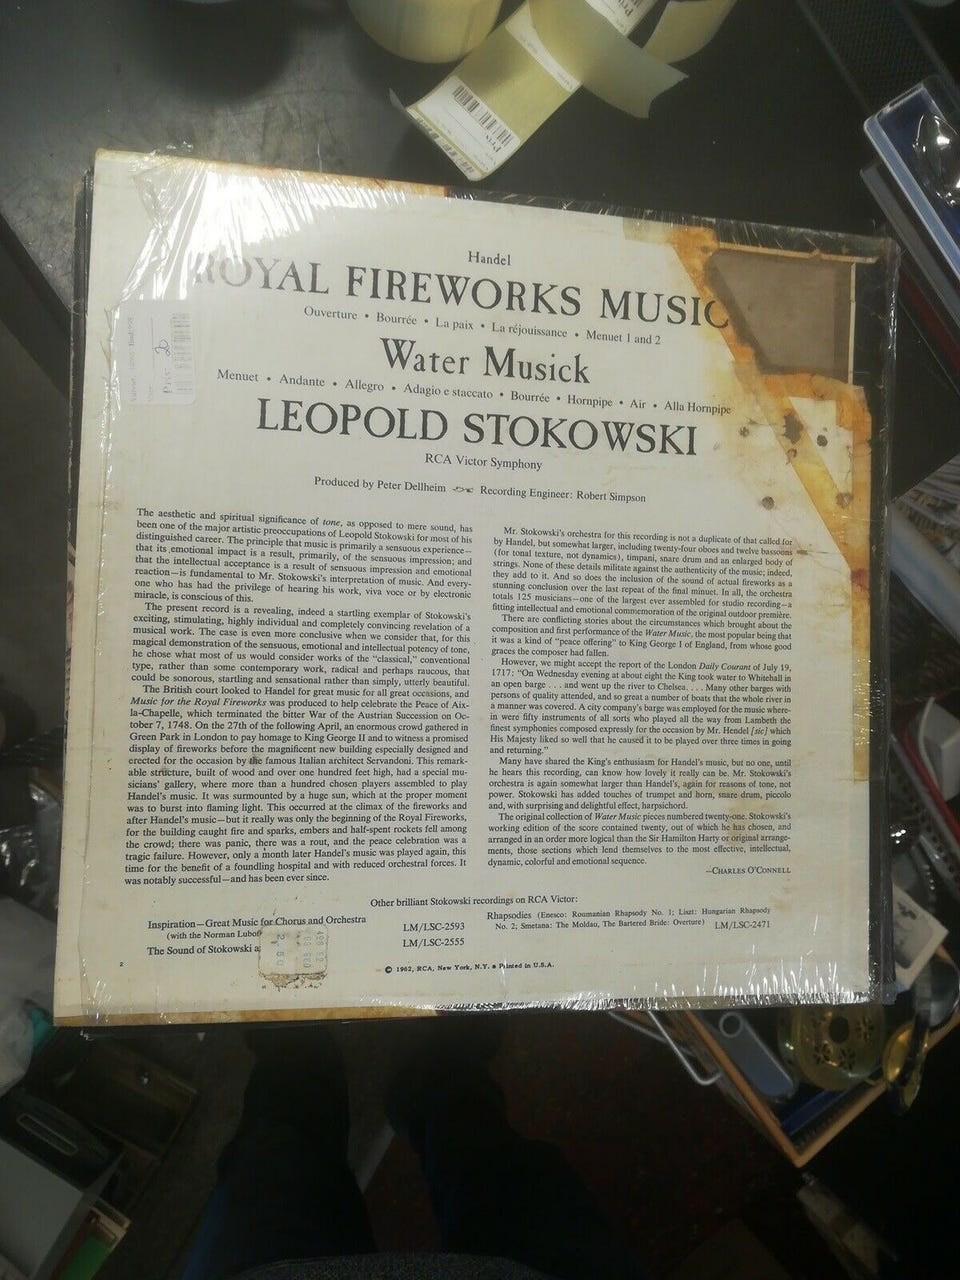 Handel
ROYAL FIREWORKS MUSIC
Ouverture • Bourrée • La paix • La réjouissance • Menuet 1 and 2
Water Musick
Menuet • Andante • Allegro • Adagio e staccato • Bourrée • Hornpipe • Air • Alla Hornpipe
LEOPOLD STOKOWSKI
RCA Victor Symphony
Produced by Peter Dellheim Recording Engineer: Robert Simpson
The aesthetic and spiritual significance of tone, as opposed to mere sound, has
been one of the major artistic preoccupations of Leopold Stokowski for most of his
distinguished career. The principle that music is primarily a sensuous experience—
that its emotional impact is a result, primarily, of the sensuous impression; and
that the intellectual acceptance is a result of sensuous impression and emotional
reaction—is fundamental to Mr. Stokowski's interpretation of music. And every-
one who has had the privilege of hearing his work, viva voce or by electronic
miracle, is conscious of this.
The present record is a revealing, indeed a startling exemplar of Stokowski's
exciting, stimulating, highly individual and completely convincing revelation of a
musical work. The case is even more conclusive when we consider that, for this
magical demonstration of the sensuous, emotional and intellectual potency of tone,
he chose what most of us would consider works of the "classical," conventional
type, rather than some contemporary work, radical and perhaps raucous, that
could be sonorous, startling and sensational rather than simply, utterly beautiful.
The British court looked to Handel for great music for all great occasions, and
Music for the Royal Fireworks was produced to help celebrate the Peace of Aix-
la-Chapelle, which terminated the bitter War of the Austrian Succession on Oc-
tober 7, 1748. On the 27th of the following April, an enormous crowd gathered in
Green Park in London to pay homage to King George II and to witness a promised
display of fireworks before the magnificent new building especially designed and
erected for the occasion by the famous Italian architect Servandoni. This remark-
able structure, built of wood and over one hundred feet high, had a special mu-
sicians' gallery, where more than a hundred chosen players assembled to play
Handel's music. It was surmounted by a huge sun, which at the proper moment
was to burst into flaming light. This occurred at the climax of the fireworks and
after Handel's music—but it really was only the beginning of the Royal Fireworks,
for the building caught fire and sparks, embers and half-spent rockets fell among
the crowd; there was panic, there was a rout, and the peace celebration was a
tragic failure. However, only a month later Handel's music was played again, this
time for the benefit of a foundling hospital and with reduced orchestral forces. It
was notably successful—and has been ever since.
Mr. Stokowski's orchestra for this recording is not a duplicate of that called for
by Handel, but somewhat larger, including twenty-four oboes and twelve bassoons
(for tonal texture, not dynamics), timpani, snare drum and an enlarged body of
strings. None of these details militate against the authenticity of the music; indeed,
they add to it. And so does the inclusion of the sound of actual fireworks as a
stunning conclusion over the last repeat of the final minuet. In all, the orchestra
totals 125 musicians—one of the largest ever assembled for studio recording—a
fitting intellectual and emotional commemoration of the original outdoor première.
There are conflicting stories about the circumstances which brought about the
composition and first performance of the Water Music, the most popular being that
it was a kind of "peace offering" to King George I of England, from whose good
graces the composer had fallen.
However, we might accept the report of the London Daily Courant of July 19,
1717: "On Wednesday evening at about eight the King took water to Whitehall in
an open barge . . . and went up the river to Chelsea. . . . Many other barges with
persons of quality attended, and so great a number of boats that the whole river in
a manner was covered. A city company's barge was employed for the music where-
in were fifty instruments of all sorts who played all the way from Lambeth the
finest symphonies composed expressly for the occasion by Mr. Hendel [sic] which
His Majesty liked so well that he caused it to be played over three times in going
and returning."
Many have shared the King's enthusiasm for Handel's music, but no one, until
he hears this recording, can know how lovely it really can be. Mr. Stokowski's
orchestra is again somewhat larger than Handel's, again for reasons of tone, not
power. Stokowski has added touches of trumpet and horn, snare drum, piccolo
and, with surprising and delightful effect, harpsichord.
The original collection of Water Music pieces numbered twenty-one. Stokowski's
working edition of the score contained twenty, out of which he has chosen, and
arranged in an order more logical than the Sir Hamilton Harty or original arrange-
ments, those sections which lend themselves to the most effective, intellectual,
dynamic, colorful and emotional sequence.
—CHARLES O'CONNELL
Other brilliant Stokowski recordings on RCA Victor:
Inspiration—Great Music for Chorus and Orchestra
(with the Norman Lubof LM/LSC-2593
The Sound of Stokowski a LM/LSC-2555
Rhapsodies (Enesco: Roumanian Rhapsody No. 1; Liszt: Hungarian Rhapsody
No. 2; Smetana: The Moldau, The Bartered Bride: Overture) LM/LSC-2471
2
© 1962, RCA, New York, N.Y. • Printed in U.S.A.
Pris
Pris 20